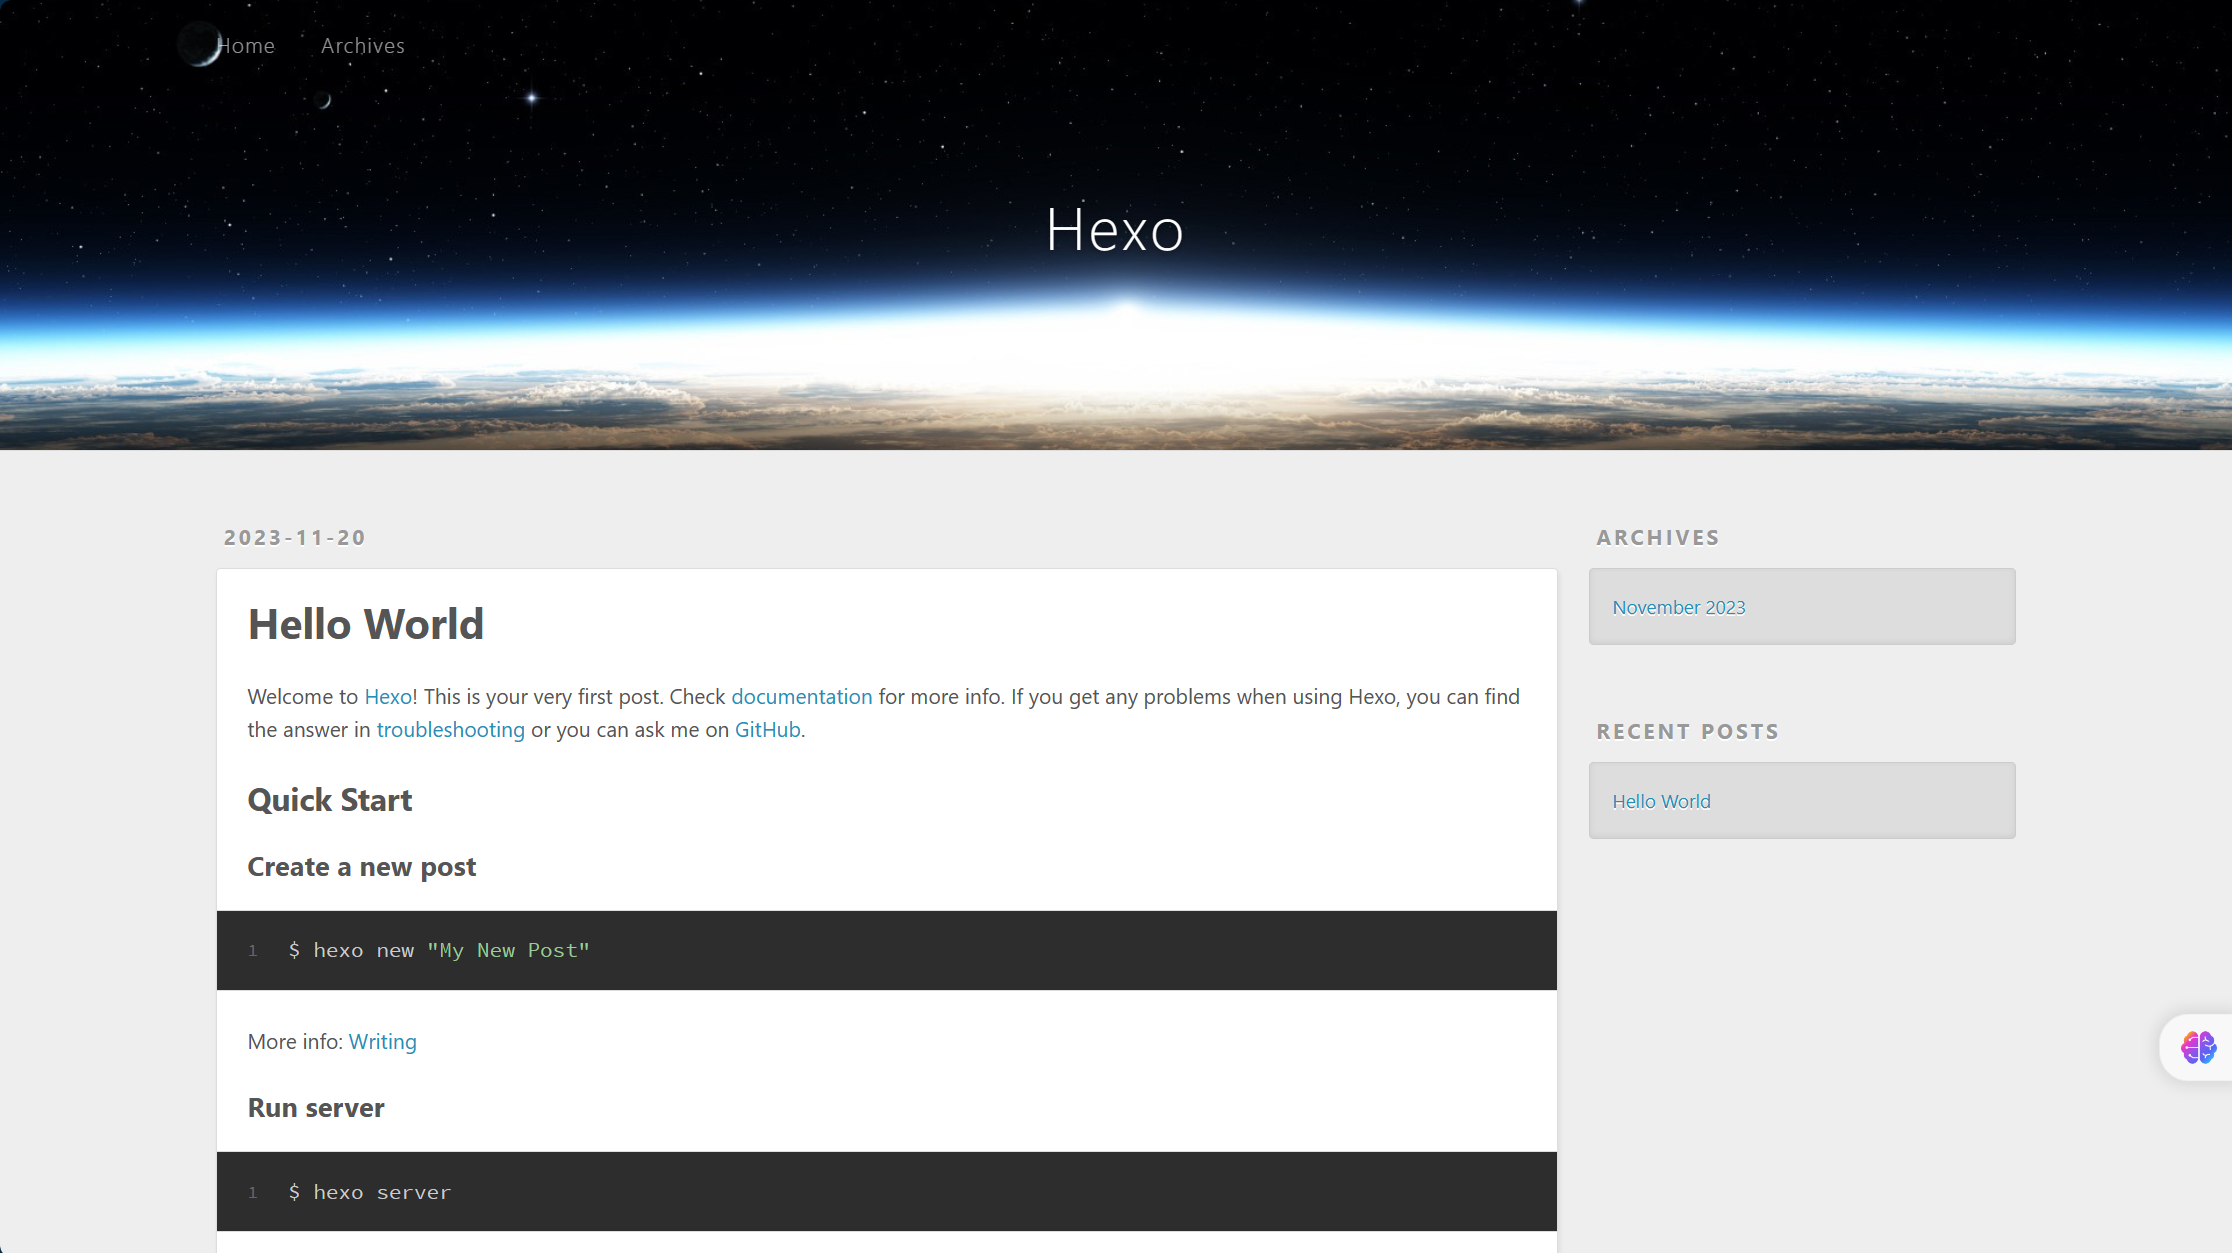 Home Archives
Hexo
2023-11-20
Hello World
Welcome to Hexo! This is your very first post. Check documentation for more info. If you get any problems when using Hexo, you can find
the answer in troubleshooting or you can ask me on GitHub.
Quick Start
Create a new post
1 $ hexo new "My New Post"
More info: Writing
Run server
1 $ hexo server
ARCHIVES
November 2023
RECENT POSTS
Hello World